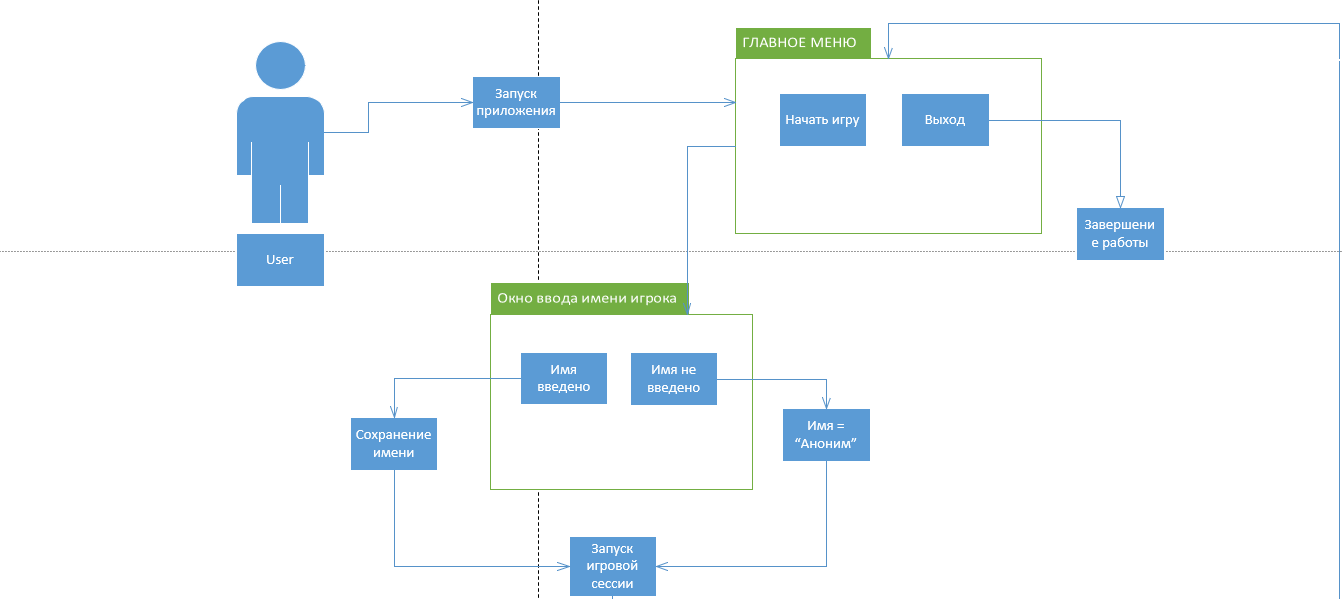 Запуск
приложения
ГЛАВНОЕ МЕНЮ
Начать игру
Выход
Завершени
е работы
User
Окно ввода имени игрока
Имя
введено
Имя не
введено
Сохранение
имени
Имя =
“Аноним”
Запуск
игровой
сессии